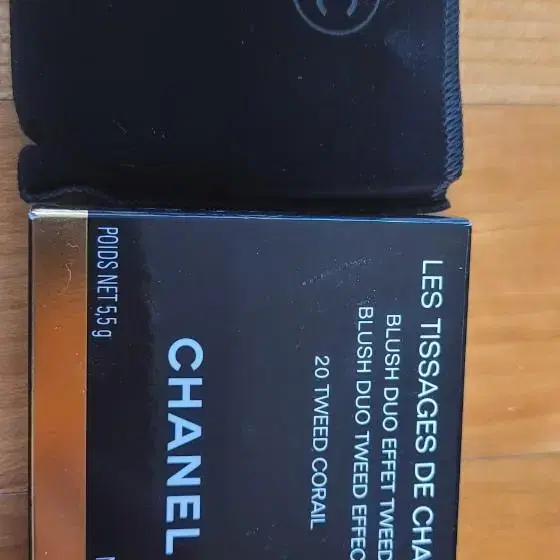 LES TISSAGES DE CHA
BLUSH DUO EFFET TWEED
BLUSH DUO TWEED EFFEC
20 TWEED CORAIL
CHANEL
POIDS NET 5,5 g
N